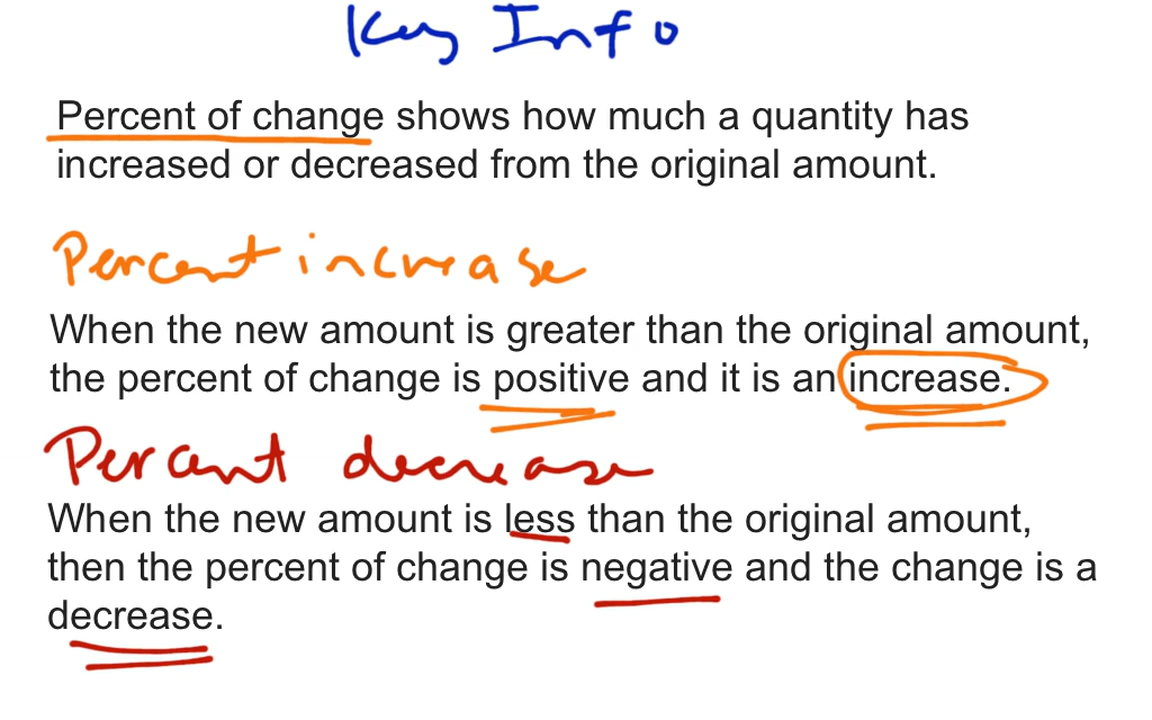 Key Info
Percent of change shows how much a quantity has
increased or decreased from the original amount.
Percent increase
When the new amount is greater than the original amount,
the percent of change is positive and it is an increase.
Percent decrease
When the new amount is less than the original amount,
then the percent of change is negative and the change is a
decrease.